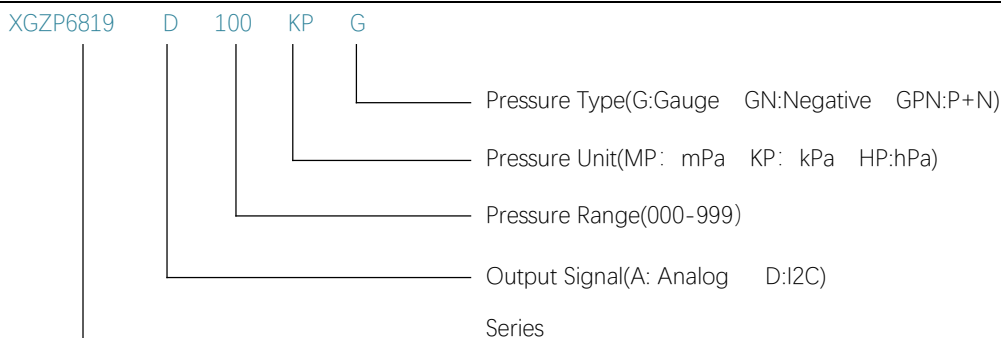 XGZP6819 D 100 KP G
Pressure Type(G:Gauge GN:Negative GPN:P+N)
Pressure Unit(MP：mPa KP：kPa HP:hPa)
Pressure Range(000-999）
Output Signal(A: Analog D:I2C)
Series